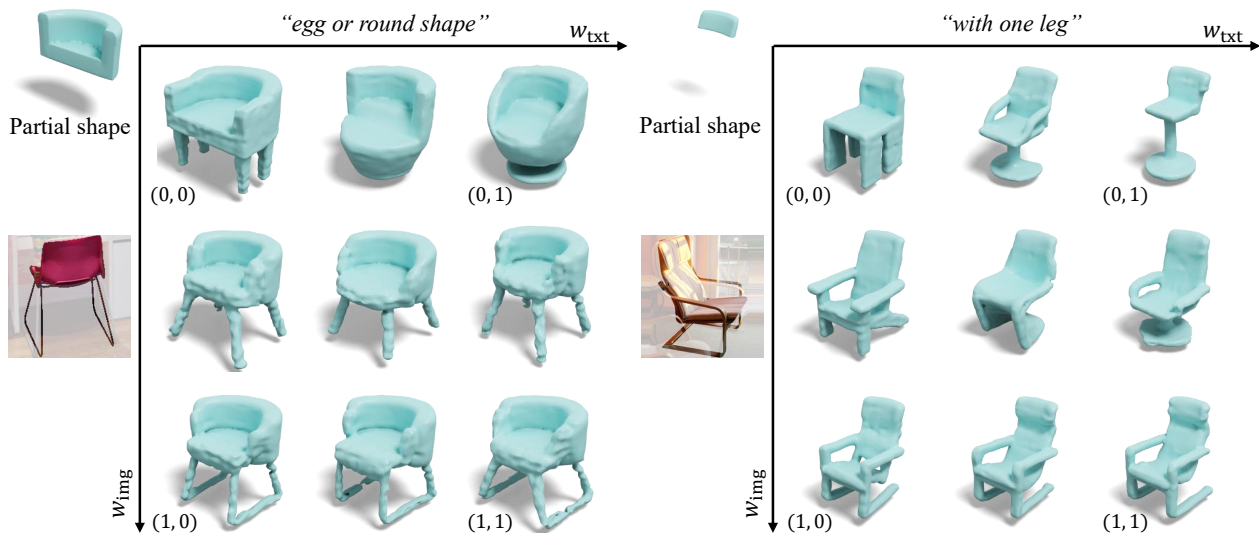 “egg or round shape”
w_txt
Partial shape
(0, 0)
(0, 1)
w_img
(1, 0)
(1, 1)
“with one leg”
w_txt
Partial shape
(0, 0)
(0, 1)
w_img
(1, 0)
(1, 1)